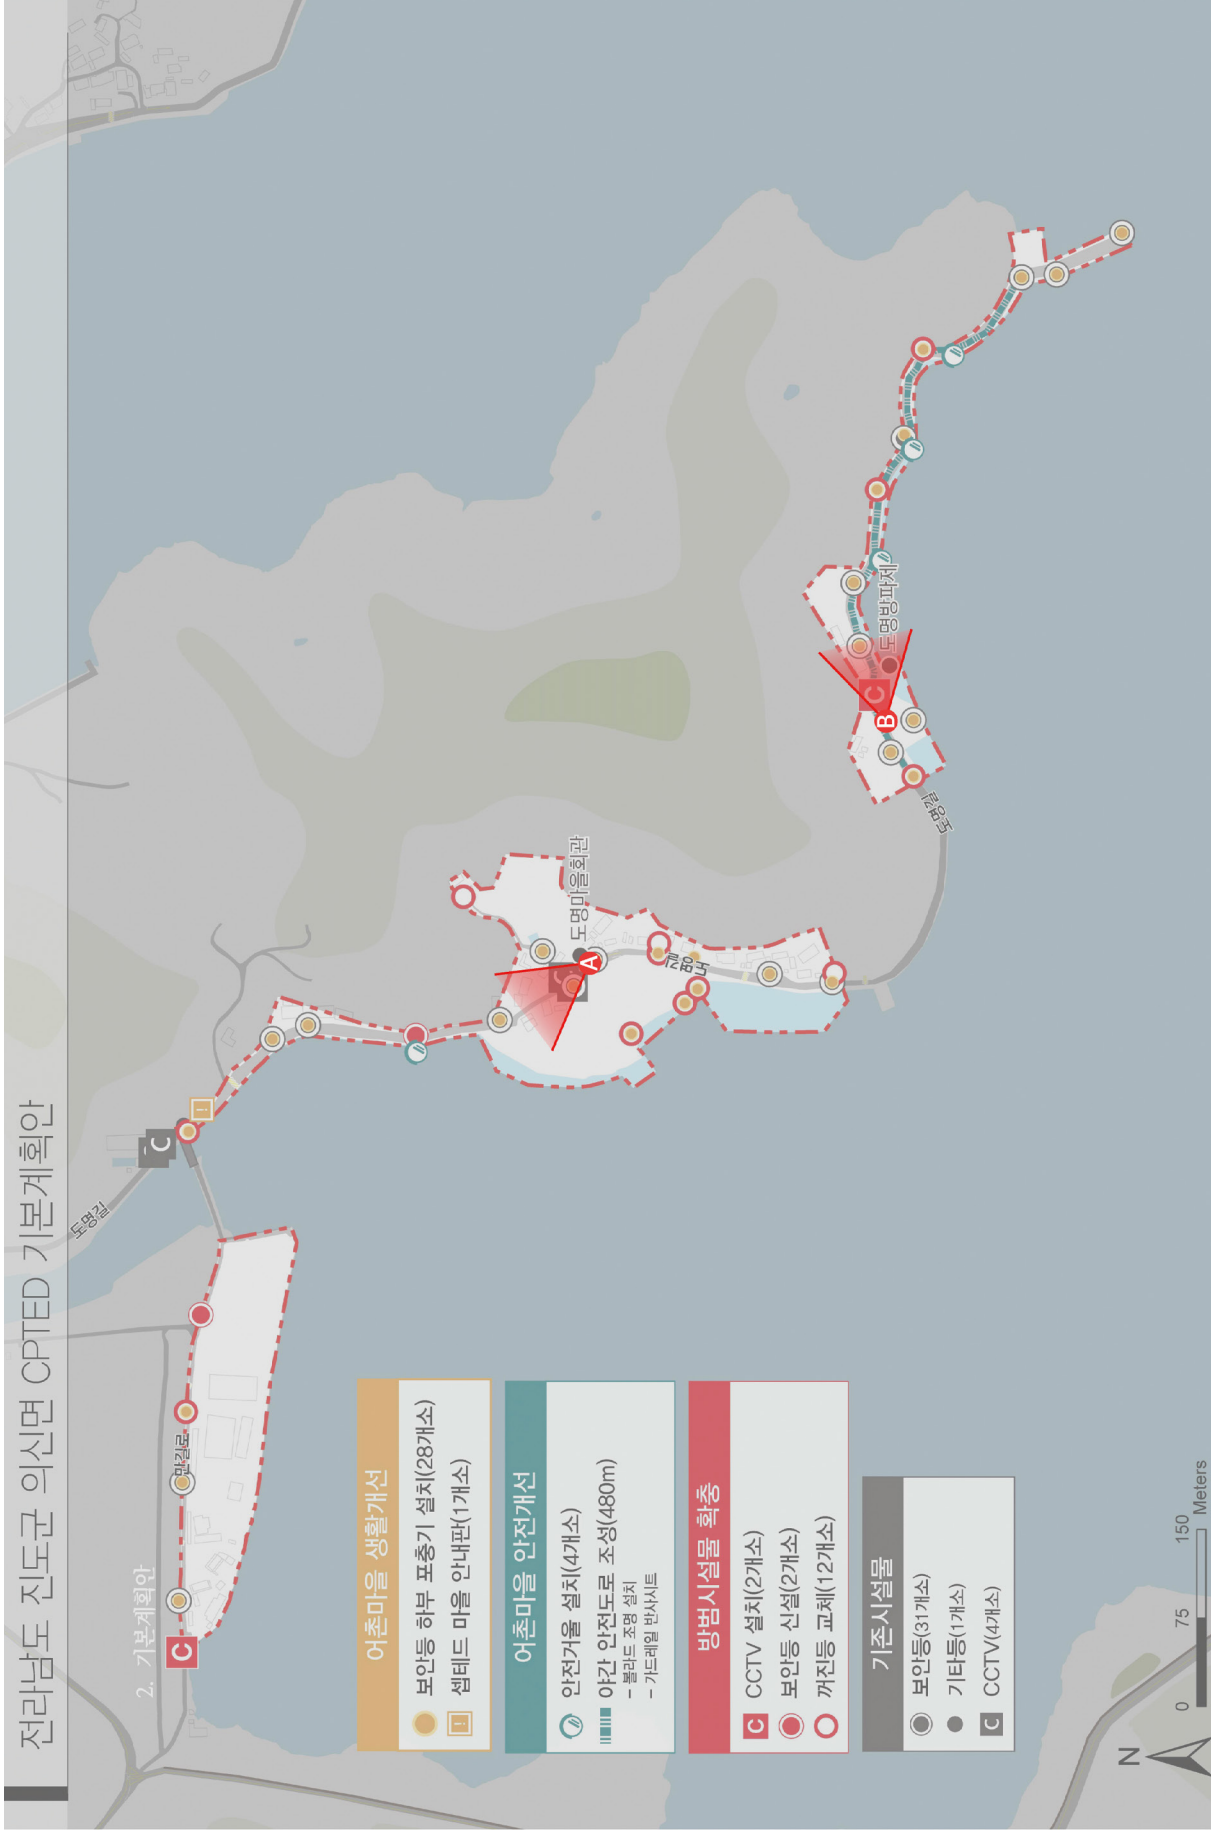 전라남도 진도군 의신면 CPTED 기본계획안
2. 기본계획안
도명길
만길로
도명마을회관
도명길
도명방파제
도명길
C
C
C
!
A
B
어촌마을 생활개선
보안등 하부 포충기 설치(28개소)
! 셉테드 마을 안내판(1개소)
어촌마을 안전개선
안전거울 설치(4개소)
야간 안전도로 조성(480m)
- 볼라드 조명 설치
- 가드레일 반사시트
방범시설물 확충
C CCTV 설치(2개소)
보안등 신설(2개소)
꺼진등 교체(12개소)
기존시설물
보안등(31개소)
기타등(1개소)
C CCTV(4개소)
N
0 75 150
Meters